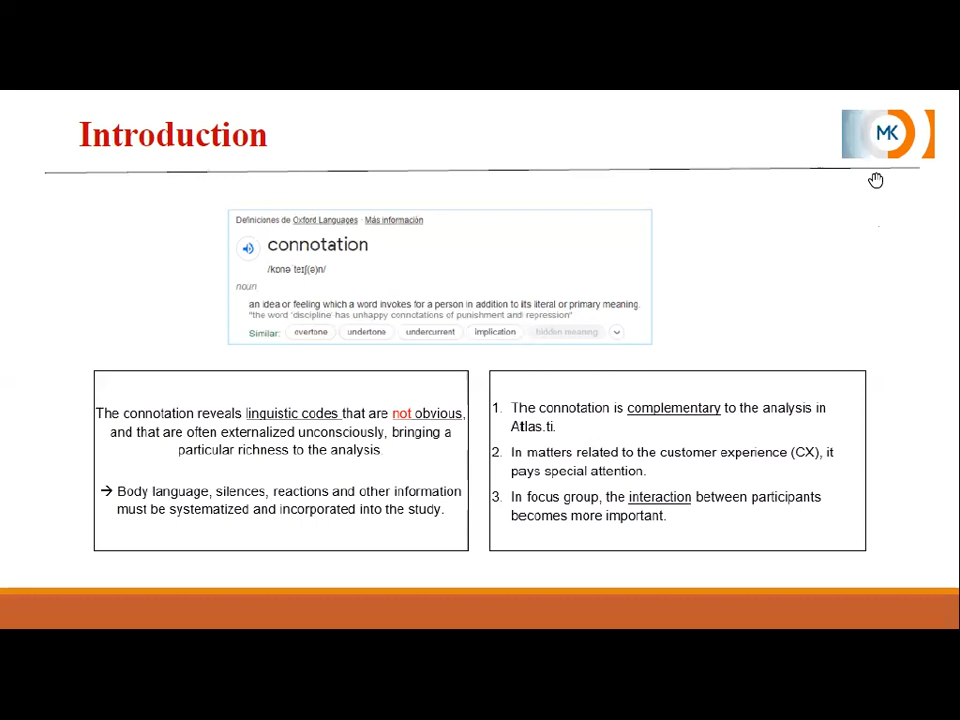 Introduction
MK
Definiciones de Oxford Languages · Más información
connotation
/kɒnəˈteɪʃ(ə)n/
noun
an idea or feeling which a word invokes for a person in addition to its literal or primary meaning.
"the word 'discipline' has unhappy connotations of punishment and repression"
Similar: overtone undertone undercurrent implication hidden meaning
The connotation reveals linguistic codes that are not obvious,
and that are often externalized unconsciously, bringing a
particular richness to the analysis.
→ Body language, silences, reactions and other information
must be systematized and incorporated into the study.
1. The connotation is complementary to the analysis in
Atlas.ti.
2. In matters related to the customer experience (CX), it
pays special attention.
3. In focus group, the interaction between participants
becomes more important.